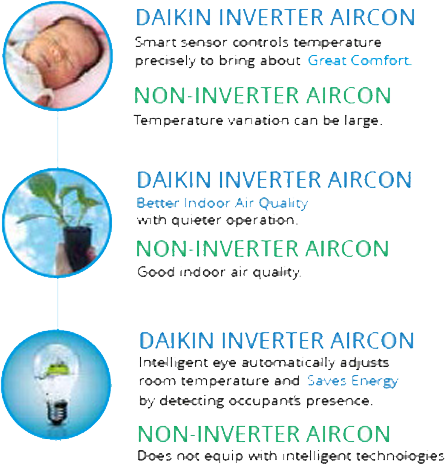 DAIKIN INVERTER AIRCON
Smart sensor controls temperature
precisely to bring about Great Comfort.
NON-INVERTER AIRCON
Temperature variation can be large.
DAIKIN INVERTER AIRCON
Better Indoor Air Quality
with quieter operation.
NON-INVERTER AIRCON
Good indoor air quality.
DAIKIN INVERTER AIRCON
Intelligent eye automatically adjusts
room temperature and Saves Energy
by detecting occupant's presence.
NON-INVERTER AIRCON
Does not equip with intelligent technologies